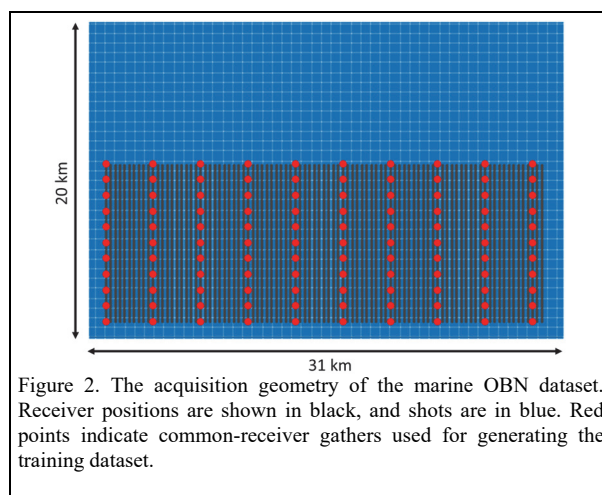 20 km
31 km
Figure 2. The acquisition geometry of the marine OBN dataset.
Receiver positions are shown in black, and shots are in blue. Red
points indicate common-receiver gathers used for generating the
training dataset.